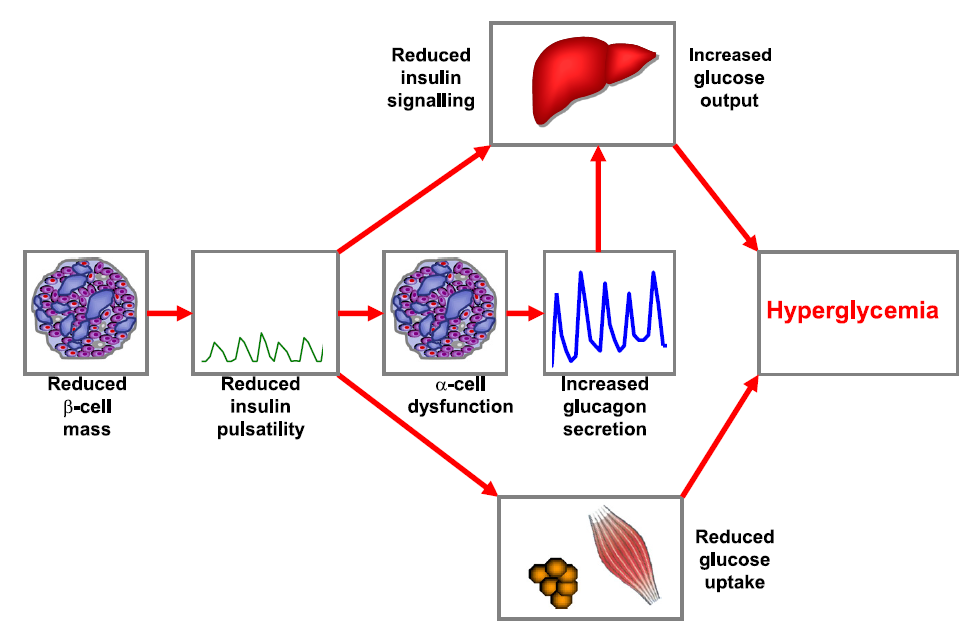 Reduced
insulin
signalling
Increased
glucose
output
Hyperglycemia
Reduced
β-cell
mass
Reduced
insulin
pulsatility
α-cell
dysfunction
Increased
glucagon
secretion
Reduced
glucose
uptake